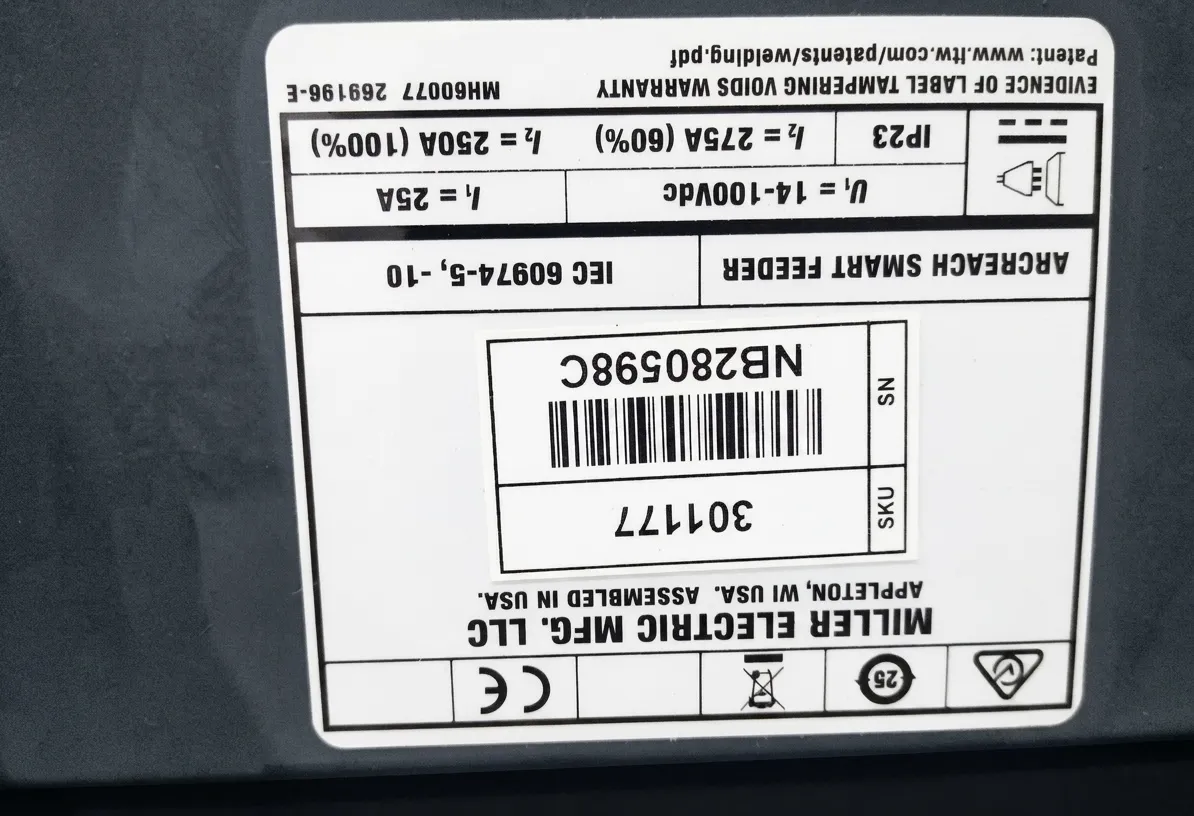 25
CE
MILLER ELECTRIC MFG. LLC
APPLETON, WI USA. ASSEMBLED IN USA.
SKU 301177
SN NB280598C
ARCREACH SMART FEEDER IEC 60974-5, -10
U₁ = 14-100Vdc I₁ = 25A
IP23 I₂ = 275A (60%) I₂ = 250A (100%)
EVIDENCE OF LABEL TAMPERING VOIDS WARRANTY MH60077 269196-E
Patent: www.itw.com/patents/welding.pdf